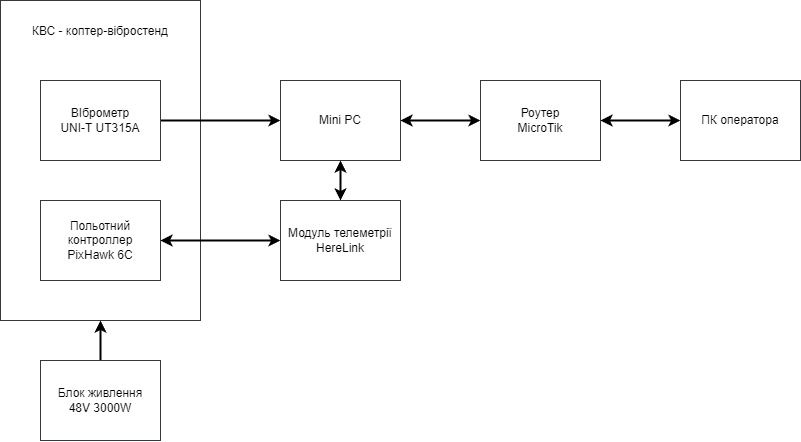 КВС - коптер-вібростенд
Віброметр
UNI-T UT315A
Mini PC
Роутер
MicroTik
ПК оператора
Польотний
контроллер
PixHawk 6C
Модуль телеметрії
HereLink
Блок живлення
48V 3000W